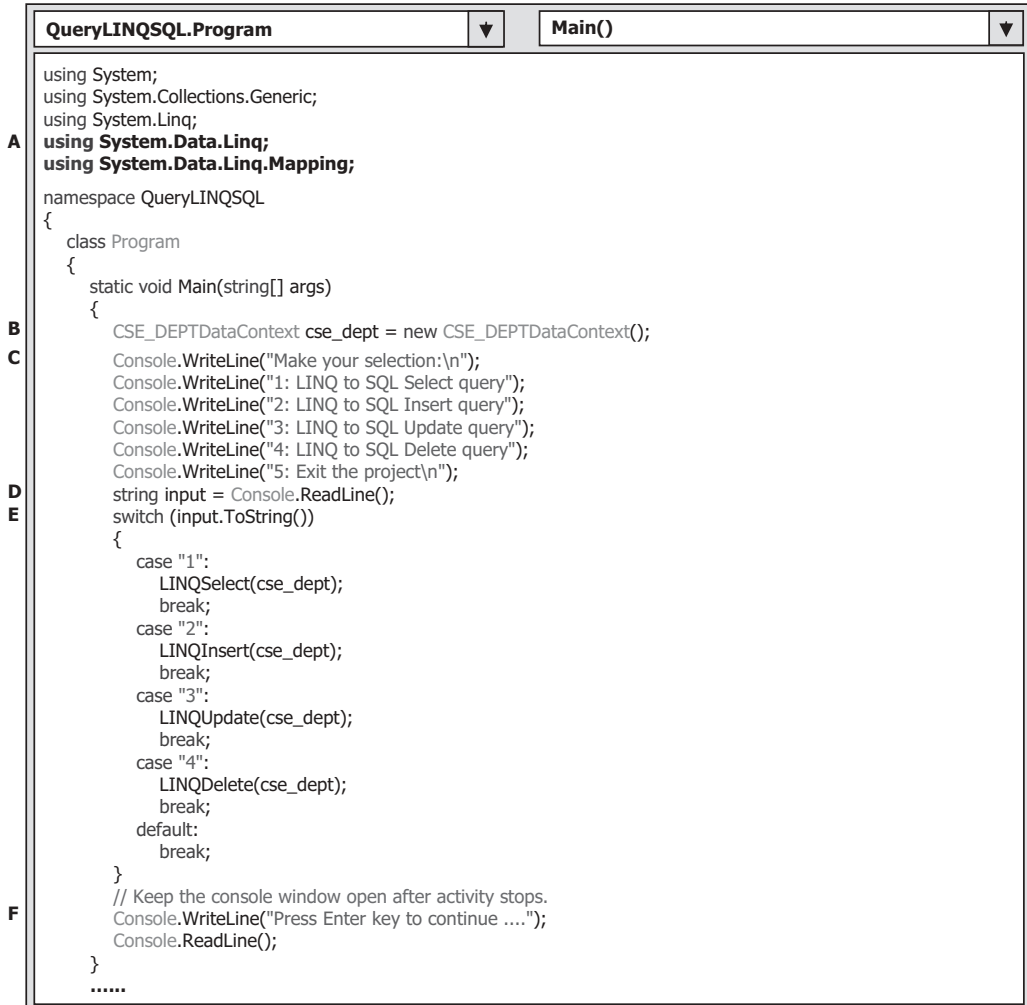 QueryLINQSQL.Program Main()
using System;
using System.Collections.Generic;
using System.Linq;
A using System.Data.Linq;
using System.Data.Linq.Mapping;
namespace QueryLINQSQL
{
class Program
{
static void Main(string[] args)
{
B CSE_DEPTDataContext cse_dept = new CSE_DEPTDataContext();
C Console.WriteLine("Make your selection:\n");
Console.WriteLine("1: LINQ to SQL Select query");
Console.WriteLine("2: LINQ to SQL Insert query");
Console.WriteLine("3: LINQ to SQL Update query");
Console.WriteLine("4: LINQ to SQL Delete query");
Console.WriteLine("5: Exit the project\n");
D string input = Console.ReadLine();
E switch (input.ToString())
{
case "1":
LINQSelect(cse_dept);
break;
case "2":
LINQInsert(cse_dept);
break;
case "3":
LINQUpdate(cse_dept);
break;
case "4":
LINQDelete(cse_dept);
break;
default:
break;
}
// Keep the console window open after activity stops.
F Console.WriteLine("Press Enter key to continue ....");
Console.ReadLine();
}
......